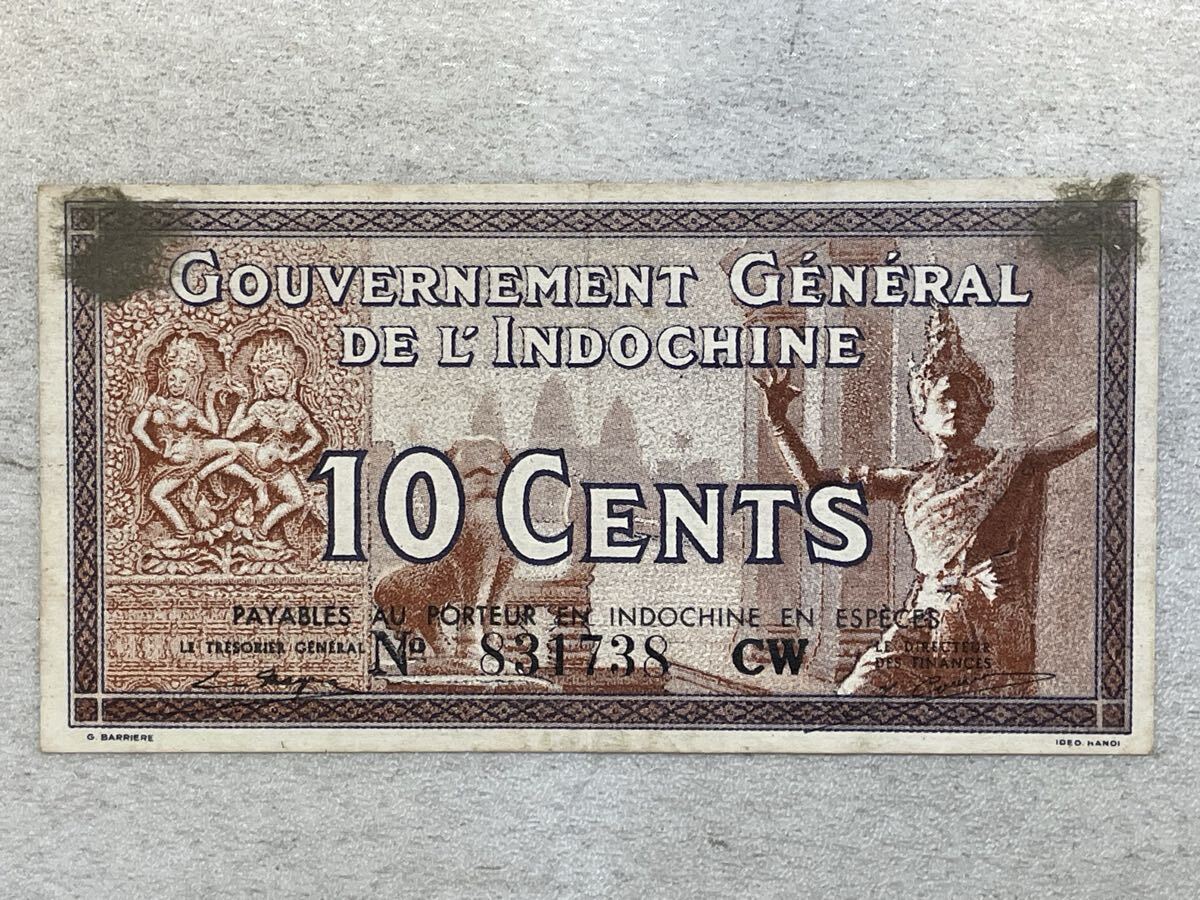 GOUVERNEMENT GÉNÉRAL
DE L'INDOCHINE
10 CENTS
PAYABLES AU PORTEUR EN INDOCHINE EN ESPÈCES
LE TRÉSORIER GÉNÉRAL
No 831738 CW
LE DIRECTEUR
DES FINANCES
G. BARRIERE
IDEO. HANOI